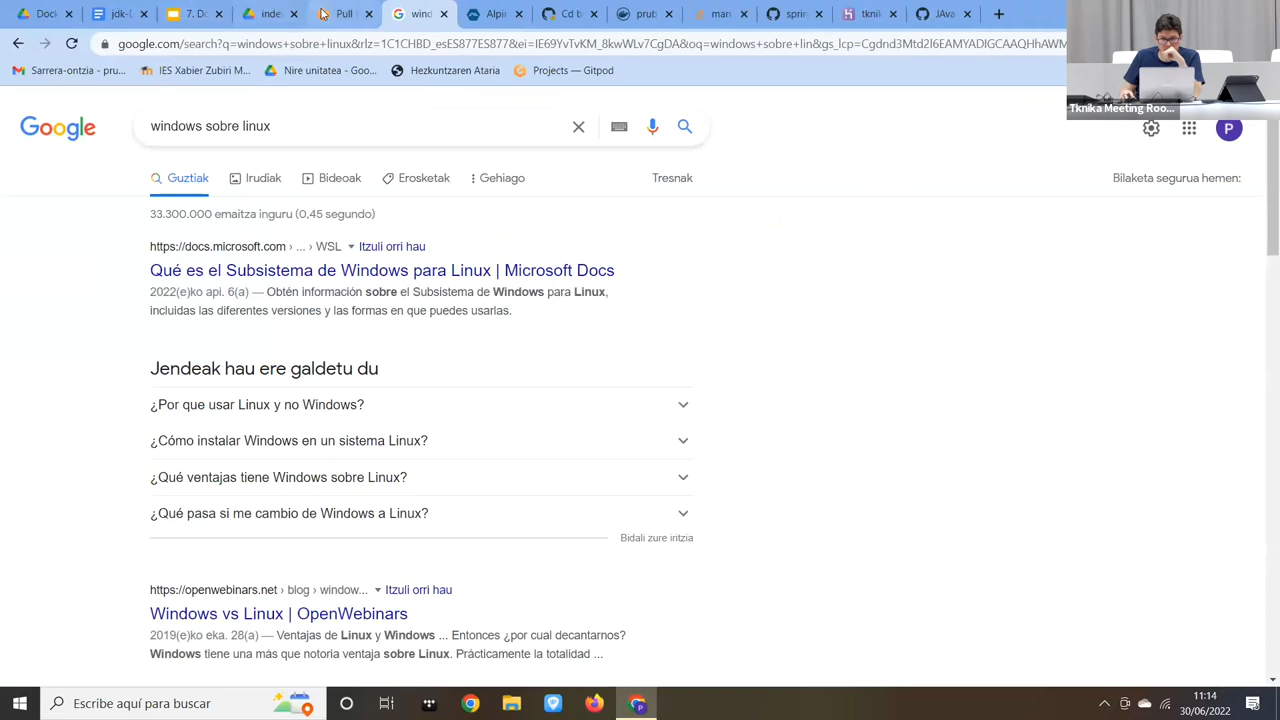 jdk-
7. Bi
Pull
wind
Cd b
prub
mari
sprin
tknik
JAva
google.com/search?q=windows+sobre+linux&rlz=1C1CHBD_esES877ES877&ei=IE69YvTvKM_8kwWLv7CgDA&oq=windows+sobre+lin&gs_lcp=Cgdnd3Mtd2l6EAMYADIGCAAQHhAWM
Sarrera-ontzia - pru...
IES Xabier Zubiri M...
Nire unitatea - Goo...
Hezkuntzaren Ataria
Projects — Gitpod
Tknika Meeting Roo...
Google
windows sobre linux
P
Guztiak
Irudiak
Bideoak
Erosketak
Gehiago
Tresnak
Bilaketa segurua hemen:
33.300.000 emaitza inguru (0,45 segundo)
https://docs.microsoft.com › ... › WSL Itzuli orri hau
Qué es el Subsistema de Windows para Linux | Microsoft Docs
2022(e)ko api. 6(a) — Obtén información sobre el Subsistema de Windows para Linux,
incluidas las diferentes versiones y las formas en que puedes usarlas.
Jendeak hau ere galdetu du
¿Por que usar Linux y no Windows?
¿Cómo instalar Windows en un sistema Linux?
¿Qué ventajas tiene Windows sobre Linux?
¿Qué pasa si me cambio de Windows a Linux?
Bidali zure iritzia
https://openwebinars.net › blog › window... Itzuli orri hau
Windows vs Linux | OpenWebinars
2019(e)ko eka. 28(a) — Ventajas de Linux y Windows ... Entonces ¿por cual decantarnos?
Windows tiene una más que notoria ventaja sobre Linux. Prácticamente la totalidad ...
Escribe aquí para buscar
11:14
30/06/2022